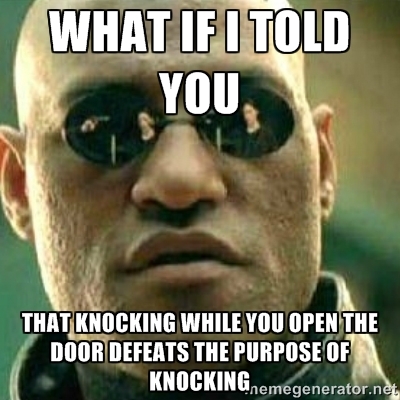 WHAT IF I TOLD
YOU
THAT KNOCKING WHILE YOU OPEN THE
DOOR DEFEATS THE PURPOSE OF
KNOCKING
memegenerator.net